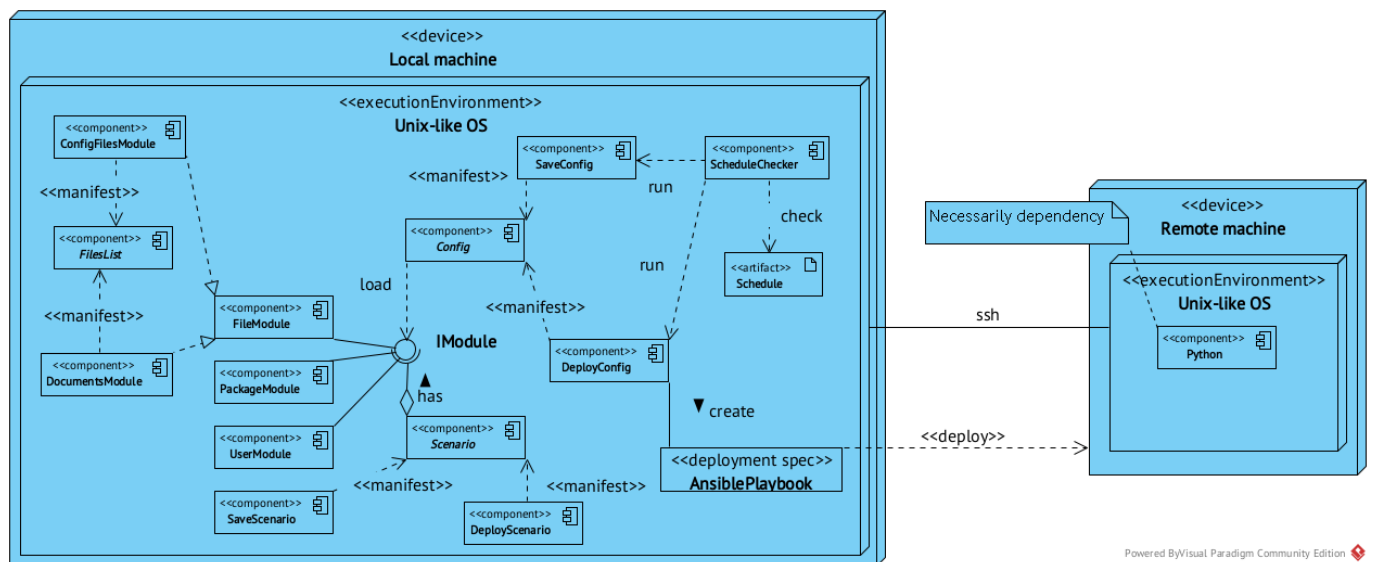 <<device>>
Local machine
<<executionEnvironment>>
Unix-like OS
<<component>>
ConfigFilesModule
<<manifest>>
<<component>>
FilesList
<<manifest>>
<<component>>
DocumentsModule
<<component>>
FileModule
<<component>>
PackageModule
<<component>>
UserModule
<<component>>
SaveScenario
<<manifest>>
<<component>>
SaveConfig
<<manifest>>
<<component>>
Config
load
IModule
has
<<component>>
Scenario
<<manifest>>
<<component>>
DeployScenario
<<component>>
ScheduleChecker
run
check
run
<<artifact>>
Schedule
<<manifest>>
<<component>>
DeployConfig
create
<<deployment spec>>
AnsiblePlaybook
ssh
<<deploy>>
Necessarily dependency
<<device>>
Remote machine
<<executionEnvironment>>
Unix-like OS
<<component>>
Python
Powered ByVisual Paradigm Community Edition